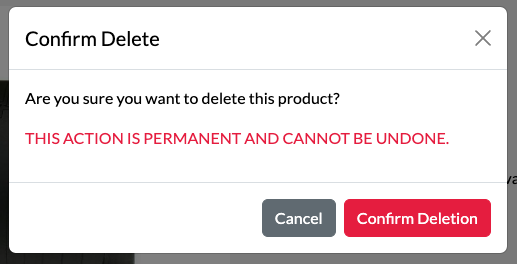 Confirm Delete
Are you sure you want to delete this product?
THIS ACTION IS PERMANENT AND CANNOT BE UNDONE.
Cancel
Confirm Deletion